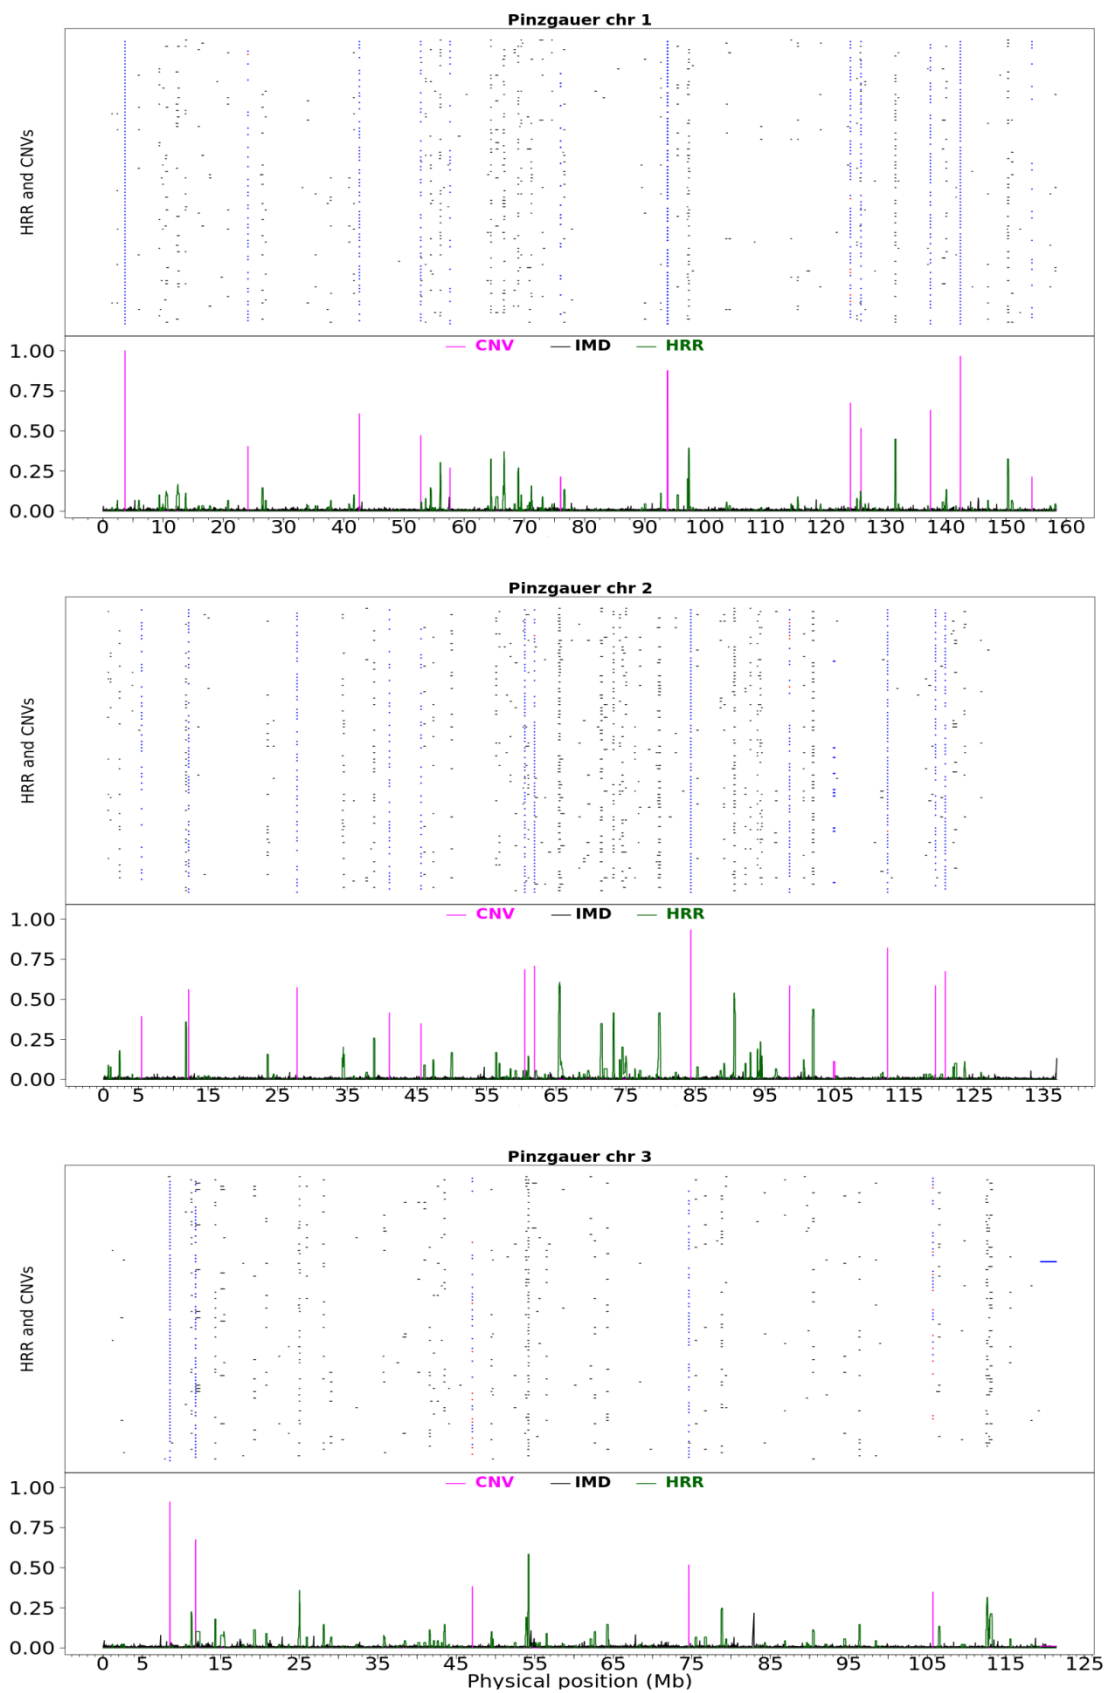 Pinzgauer chr 1
HRR and CNVs
CNV IMD HRR
1.00
0.75
0.50
0.25
0.00
0 10 20 30 40 50 60 70 80 90 100 110 120 130 140 150 160
Pinzgauer chr 2
HRR and CNVs
CNV IMD HRR
1.00
0.75
0.50
0.25
0.00
0 5 15 25 35 45 55 65 75 85 95 105 115 125 135
Pinzgauer chr 3
HRR and CNVs
CNV IMD HRR
1.00
0.75
0.50
0.25
0.00
0 5 15 25 35 45 55 65 75 85 95 105 115 125
Physical position (Mb)